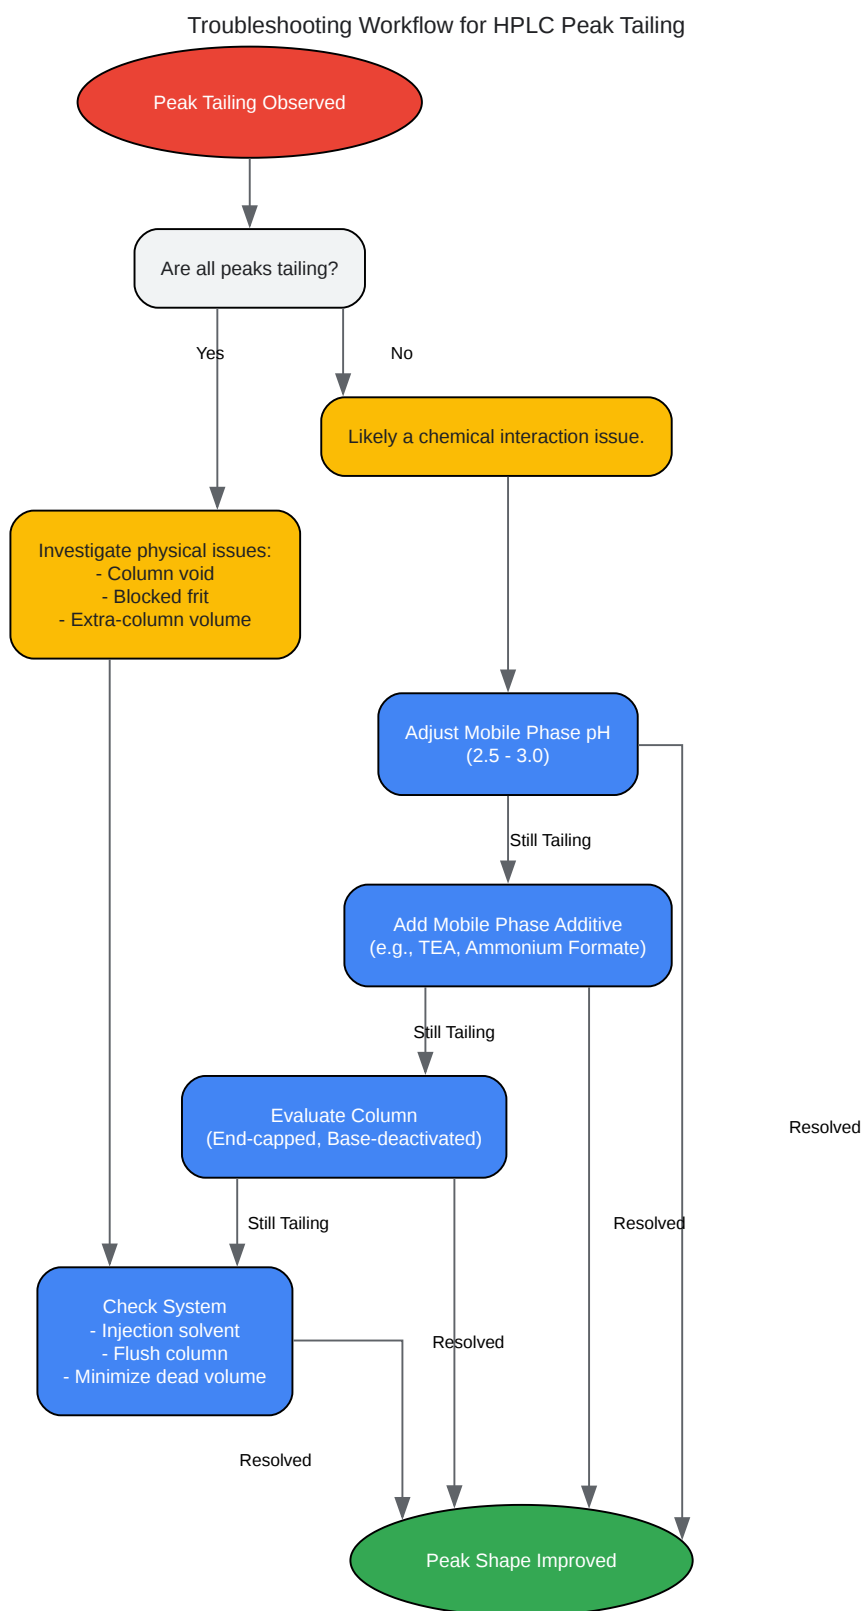 Troubleshooting Workflow for HPLC Peak Tailing
Peak Tailing Observed
Are all peaks tailing?
Yes
No
Likely a chemical interaction issue.
Investigate physical issues:
- Column void
- Blocked frit
- Extra-column volume
Adjust Mobile Phase pH
(2.5 - 3.0)
Still Tailing
Add Mobile Phase Additive
(e.g., TEA, Ammonium Formate)
Still Tailing
Evaluate Column
(End-capped, Base-deactivated)
Resolved
Still Tailing
Resolved
Check System
- Injection solvent
- Flush column
- Minimize dead volume
Resolved
Resolved
Peak Shape Improved